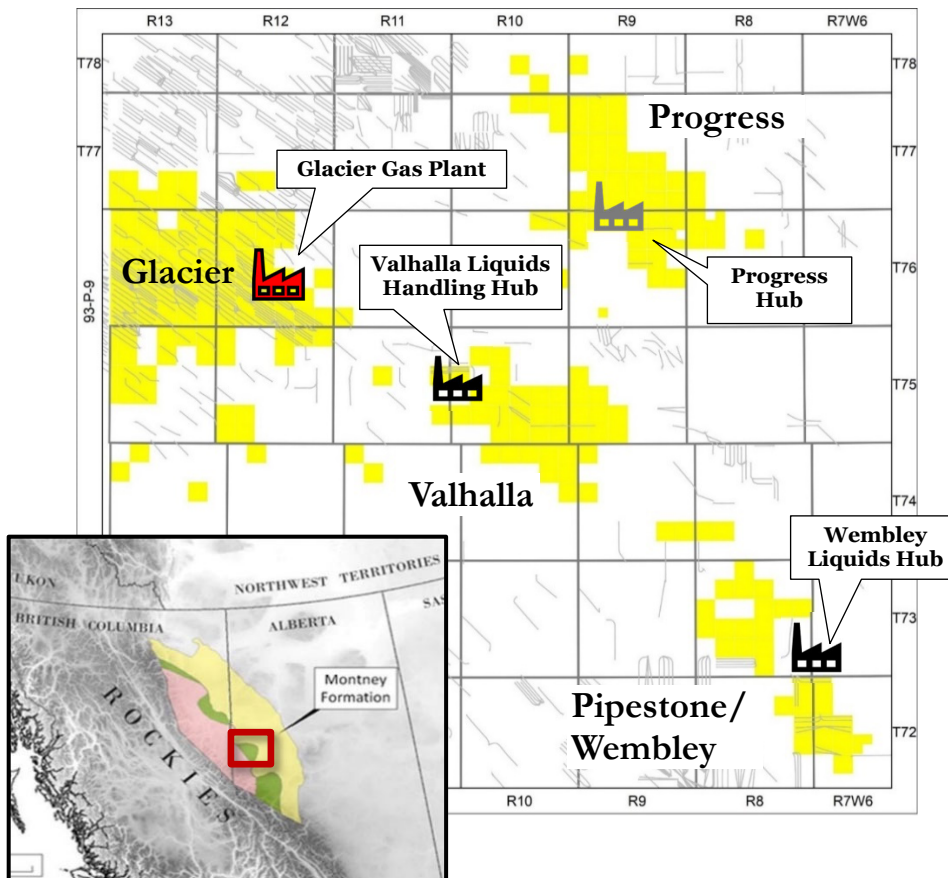 R13
R12
R11
R10
R9
R8
R7W6
T78
T78
Progress
T77
T77
Glacier Gas Plant
Glacier
Valhalla Liquids
Handling Hub
Progress
Hub
93-P-9
T76
T75
Valhalla
T74
Wembley
Liquids Hub
NORTHWEST TERRITORIES
UKON
SAS
BRITISH COLUMBIA
ALBERTA
T73
Montney
Formation
ROCKIES
Pipestone/
Wembley
T72
R10
R9
R8
R7W6